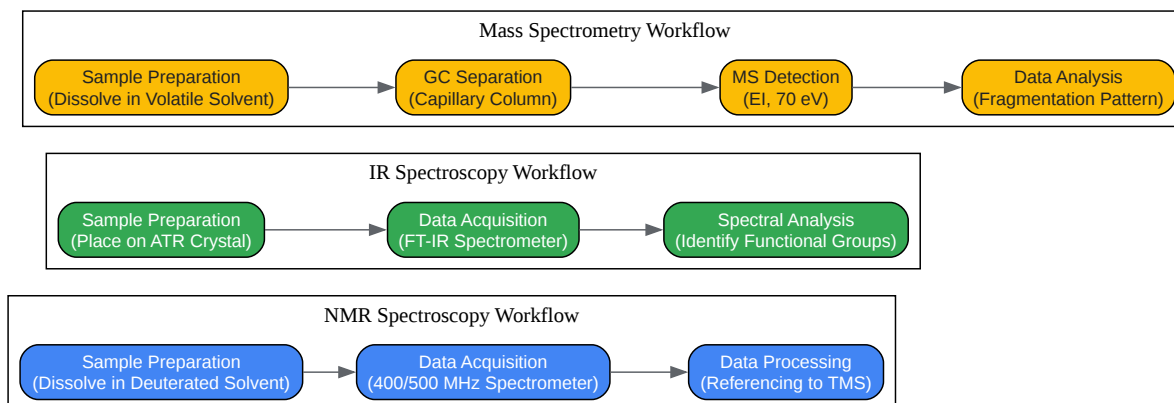 Mass Spectrometry Workflow
Sample Preparation
(Dissolve in Volatile Solvent)
GC Separation
(Capillary Column)
MS Detection
(EI, 70 eV)
Data Analysis
(Fragmentation Pattern)
IR Spectroscopy Workflow
Sample Preparation
(Place on ATR Crystal)
Data Acquisition
(FT-IR Spectrometer)
Spectral Analysis
(Identify Functional Groups)
NMR Spectroscopy Workflow
Sample Preparation
(Dissolve in Deuterated Solvent)
Data Acquisition
(400/500 MHz Spectrometer)
Data Processing
(Referencing to TMS)